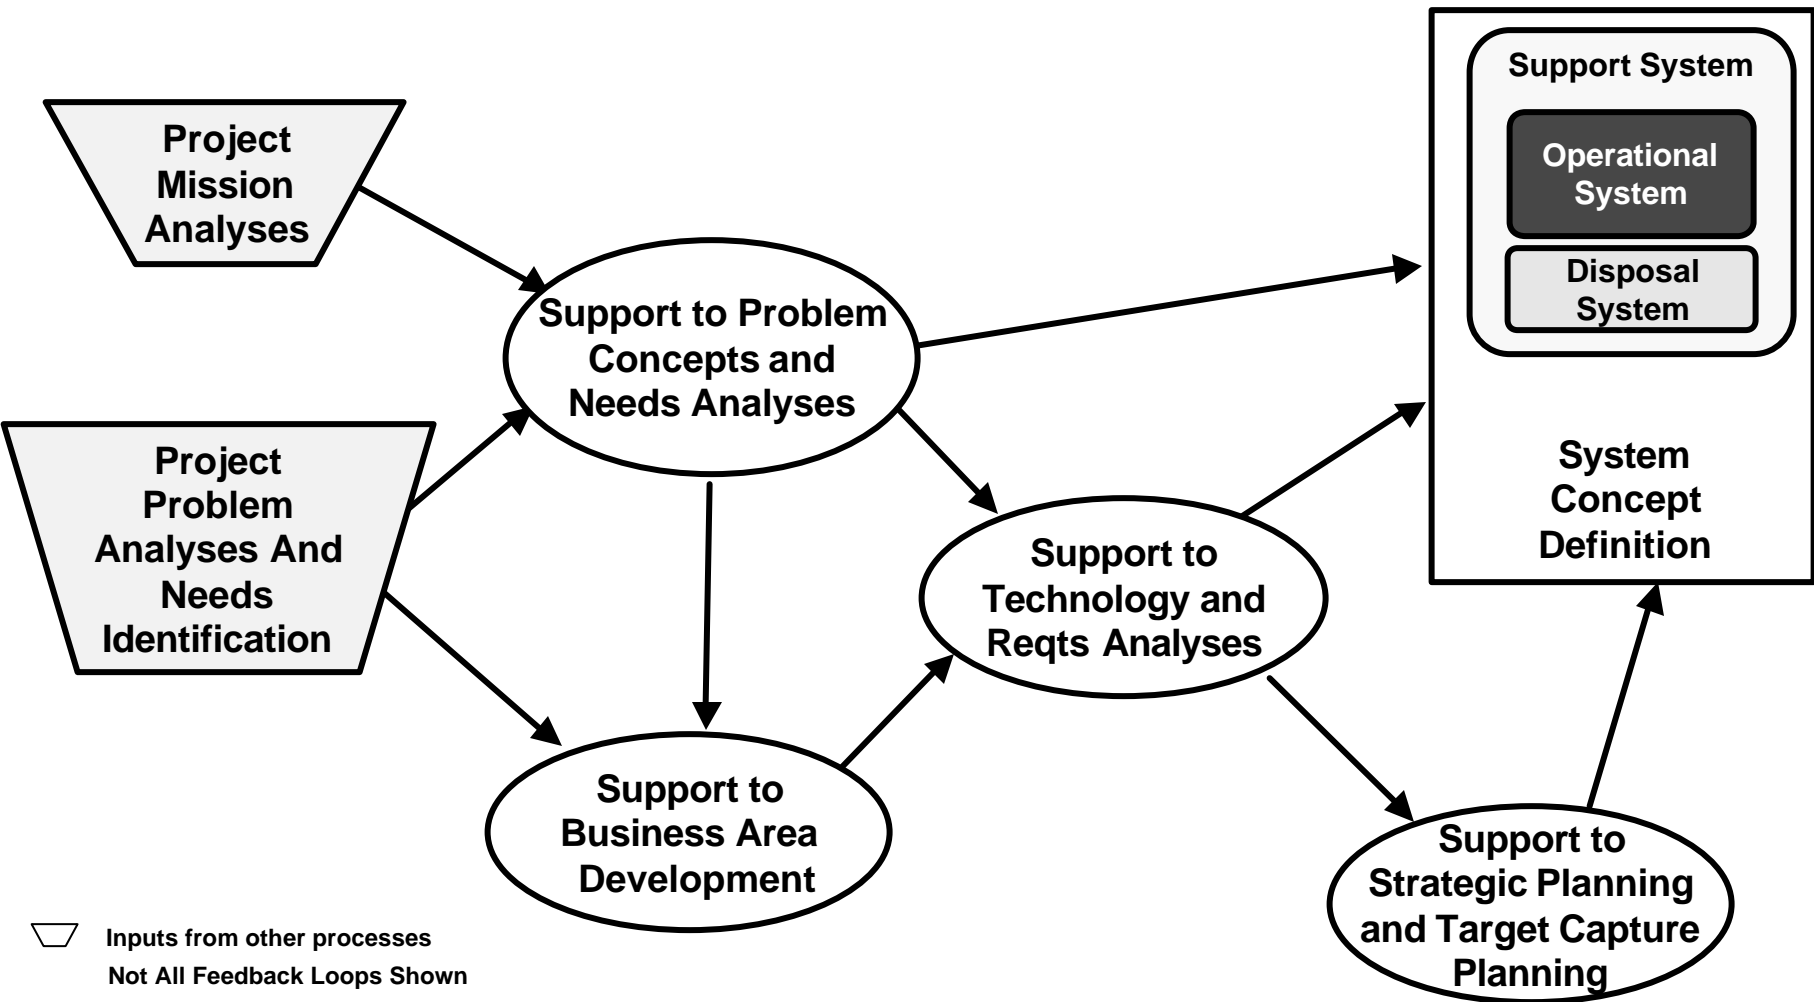 Project
Mission
Analyses
Project
Problem
Analyses And
Needs
Identification
Support to Problem
Concepts and
Needs Analyses
Support to
Business Area
Development
Support to
Technology and
Reqts Analyses
Support to
Strategic Planning
and Target Capture
Planning
Support System
Operational
System
Disposal
System
System
Concept
Definition
Inputs from other processes
Not All Feedback Loops Shown